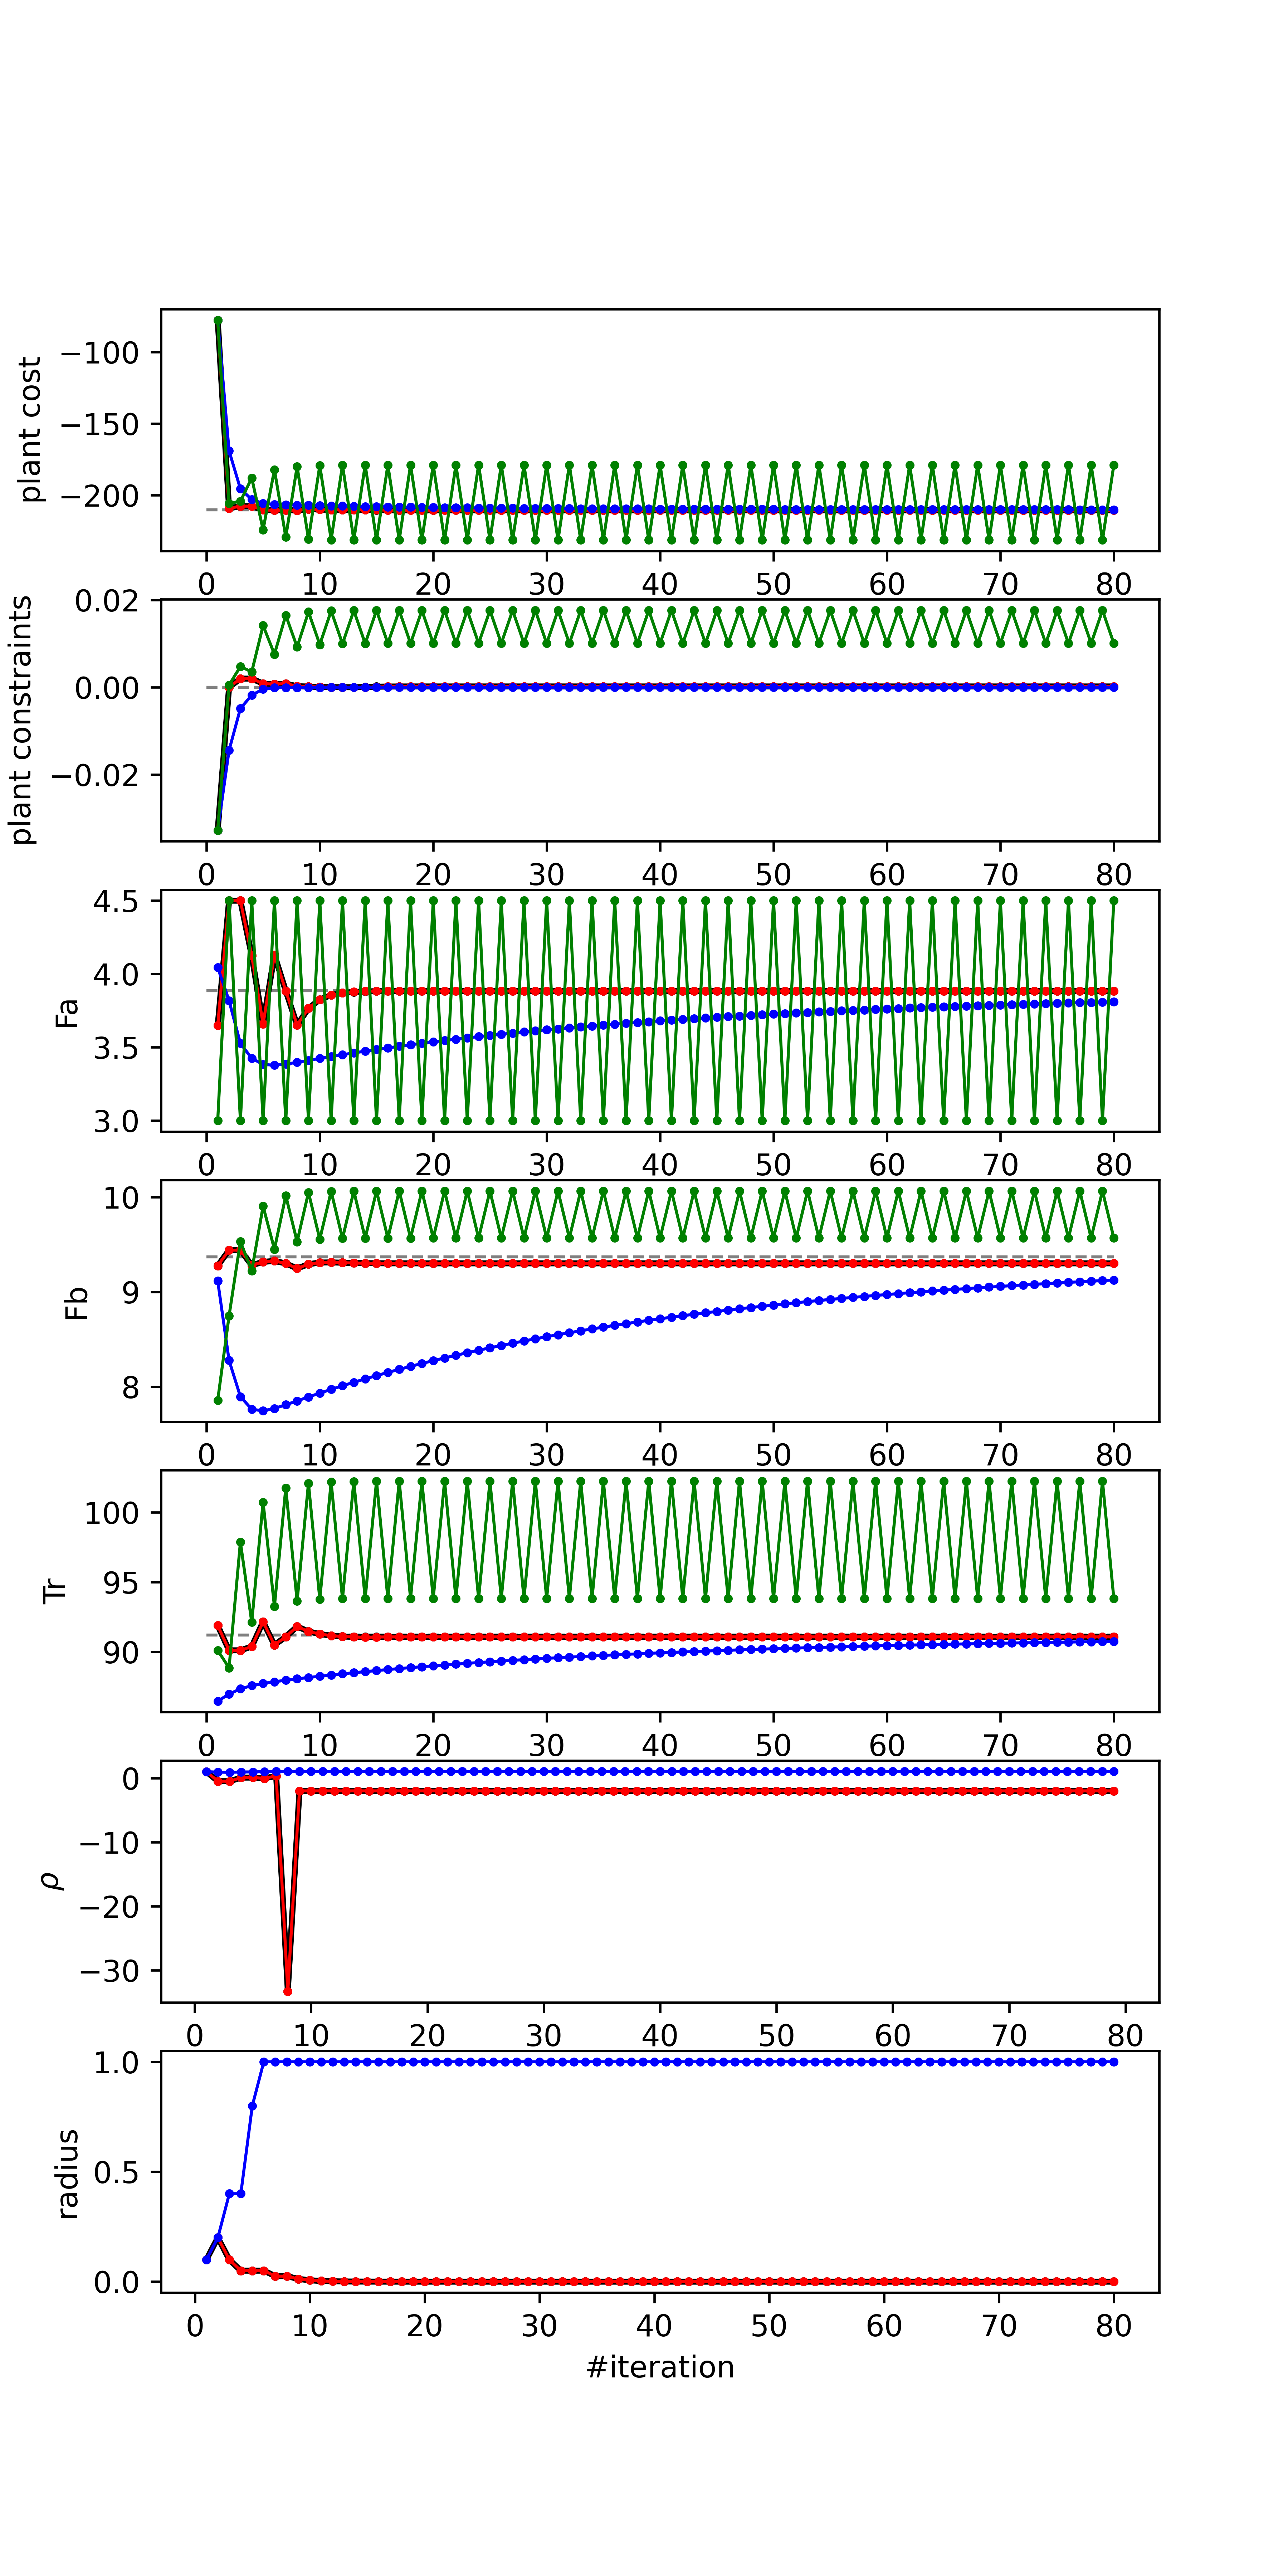 plant cost
−100
−150
−200
0 10 20 30 40 50 60 70 80
plant constraints
0.02
0.00
−0.02
0 10 20 30 40 50 60 70 80
Fa
4.5
4.0
3.5
3.0
0 10 20 30 40 50 60 70 80
Fb
10
9
8
0 10 20 30 40 50 60 70 80
Tr
100
95
90
0 10 20 30 40 50 60 70 80
ρ
0
−10
−20
−30
0 10 20 30 40 50 60 70 80
radius
1.0
0.5
0.0
0 10 20 30 40 50 60 70 80
#iteration